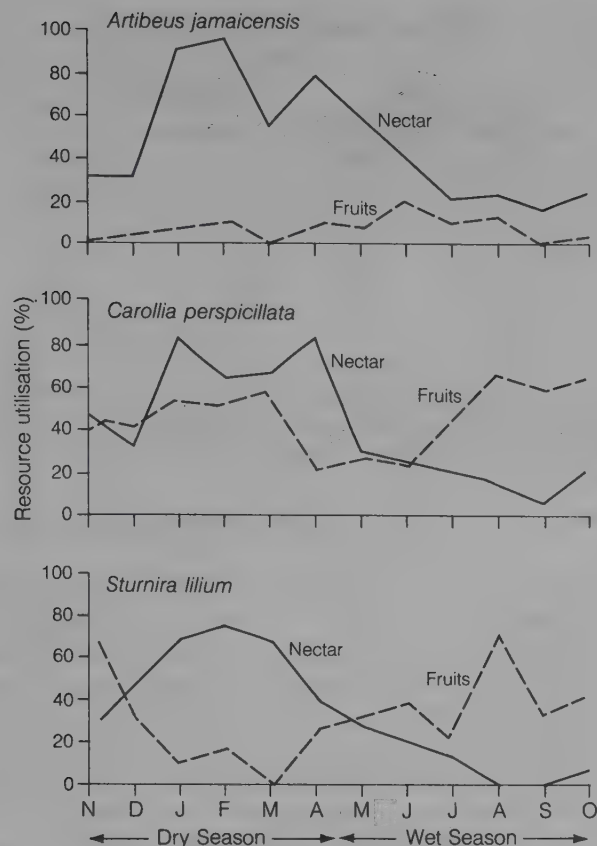 Artibeus jamaicensis
100
80
60
40
20
0
Nectar
Fruits
Resource utilisation (%)
Carollia perspicillata
100
80
60
40
20
0
Nectar
Fruits
Sturnira lilium
100
80
60
40
20
0
Nectar
Fruits
N D J F M A M J J A S O
Dry Season Wet Season